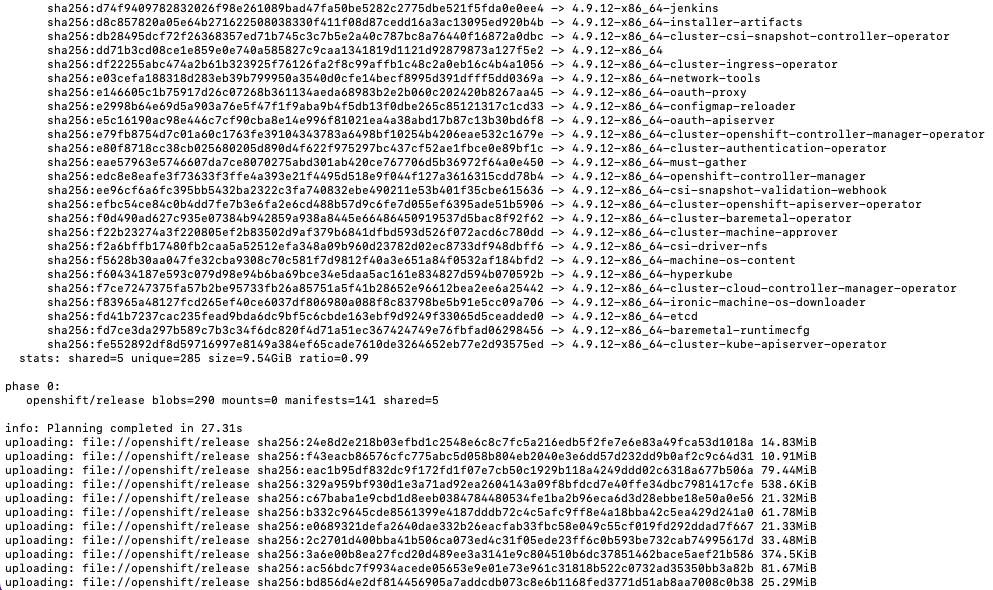 sha256:d74f9409782832026f98e261089bad47fa50be5282c2775dbe521f5fda0e0ee4 -> 4.9.12-x86_64-jenkins
sha256:d8c857820a05e64b271622508038330f411f08d87cedd16a3ac13095ed920b4b -> 4.9.12-x86_64-installer-artifacts
sha256:db28495dcf72f26368357ed71b745c3c7b5e2a40c787bc8a76440f16872a0dbc -> 4.9.12-x86_64-cluster-csi-snapshot-controller-operator
sha256:dd71b3cd08ce1e859e0e740a585827c9caa1341819d1121d92879873a127f5e2 -> 4.9.12-x86_64
sha256:df22255abc474a2b61b323925f76126fa2f8c99affb1c48c2a0eb16c4b4a1056 -> 4.9.12-x86_64-cluster-ingress-operator
sha256:e03cefa188318d283eb39b799950a3540d0cfe14becf8995d391dfff5dd0369a -> 4.9.12-x86_64-network-tools
sha256:e146605c1b75917d26c07268b361134aeda68983b2e2b060c202420b8267aa45 -> 4.9.12-x86_64-oauth-proxy
sha256:e2998b64e69d5a903a76e5f47f1f9aba9b4f5db13f0dbe265c85121317c1cd33 -> 4.9.12-x86_64-configmap-reloader
sha256:e5c16190ac98e446c7cf90cba8e14e996f81021ea4a38abd17b87c13b30bd6f8 -> 4.9.12-x86_64-oauth-apiserver
sha256:e79fb8754d7c01a60c1763fe39104343783a6498bf10254b4206eae532c1679e -> 4.9.12-x86_64-cluster-openshift-controller-manager-operator
sha256:e80f8718cc38cb025680205d890d4f622f975297bc437cf52ae1fbce0e89bf1c -> 4.9.12-x86_64-cluster-authentication-operator
sha256:eae57963e5746607da7ce8070275abd301ab420ce767706d5b36972f64a0e450 -> 4.9.12-x86_64-must-gather
sha256:edc8e8eafe3f73633f3ffe4a393e21f4495d518e9f044f127a3616315cdd78b4 -> 4.9.12-x86_64-openshift-controller-manager
sha256:ee96cf6a6fc395bb5432ba2322c3fa740832ebe490211e53b401f35cbe615636 -> 4.9.12-x86_64-csi-snapshot-validation-webhook
sha256:efbc54ce84c0b4dd7fe7b3e6fa2e6cd488b57d9c6fe7d055ef6395ade51b5906 -> 4.9.12-x86_64-cluster-openshift-apiserver-operator
sha256:f0d490ad627c935e07384b942859a938a8445e66486450919537d5bac8f92f62 -> 4.9.12-x86_64-cluster-baremetal-operator
sha256:f22b23274a3f220805ef2b83502d9af379b6841dfbd593d526f072acd6c780dd -> 4.9.12-x86_64-cluster-machine-approver
sha256:f2a6bffb17480fb2caa5a52512efa348a09b960d23782d02ec8733df948dbff6 -> 4.9.12-x86_64-csi-driver-nfs
sha256:f5628b30aa047fe32cba9308c70c581f7d9812f40a3e651a84f0532af184bfd2 -> 4.9.12-x86_64-machine-os-content
sha256:f60434187e593c079d98e94b6ba69bce34e5daa5ac161e834827d594b070592b -> 4.9.12-x86_64-hyperkube
sha256:f7ce7247375fa57b2be95733fb26a85751a5f41b28652e96612bea2ee6a25442 -> 4.9.12-x86_64-cluster-cloud-controller-manager-operator
sha256:f83965a48127fcd265ef40ce6037df806980a088f8c83798be5b91e5cc09a706 -> 4.9.12-x86_64-ironic-machine-os-downloader
sha256:fd41b7237cac235fead9bda6dc9bf5c6cbde163ebf9d9249f33065d5ceadded0 -> 4.9.12-x86_64-etcd
sha256:fd7ce3da297b589c7b3c34f6dc820f4d71a51ec367424749e76fbfad06298456 -> 4.9.12-x86_64-baremetal-runtimecfg
sha256:fe552892df8d59716997e8149a384ef65cade7610de3264652eb77e2d93575ed -> 4.9.12-x86_64-cluster-kube-apiserver-operator
stats: shared=5 unique=285 size=9.54GiB ratio=0.99
phase 0:
openshift/release blobs=290 mounts=0 manifests=141 shared=5
info: Planning completed in 27.31s
uploading: file://openshift/release sha256:24e8d2e218b03efbd1c2548e6c8c7fc5a216edb5f2fe7e6e83a49fca53d1018a 14.83MiB
uploading: file://openshift/release sha256:f43eacb86576cfc775abc5d058b804eb2040e3e6dd57d232dd9b0af2c9c64d31 10.91MiB
uploading: file://openshift/release sha256:eac1b95df832dc9f172fd1f07e7cb50c1929b118a4249ddd02c6318a677b506a 79.44MiB
uploading: file://openshift/release sha256:329a959bf930d1e3a71ad92ea2604143a09f8bfdcd7e40ffe34dbc7981417cfe 538.6KiB
uploading: file://openshift/release sha256:c67baba1e9cbd1d8eeb0384784480534fe1ba2b96eca6d3d28ebbe18e50a0e56 21.32MiB
uploading: file://openshift/release sha256:b332c9645cde8561399e4187dddb72c4c5afc9ff8e4a18bba42c5ea429d241a0 61.78MiB
uploading: file://openshift/release sha256:e0689321defa2640dae332b26eacfab33fbc58e049c55cf019fd292ddad7f667 21.33MiB
uploading: file://openshift/release sha256:2c2701d400bba41b506ca073ed4c31f05ede23ff6c0b593be732cab74995617d 33.48MiB
uploading: file://openshift/release sha256:3a6e00b8ea27fcd20d489ee3a3141e9c804510b6dc37851462bace5aef21b586 374.5KiB
uploading: file://openshift/release sha256:ac56bdc7f9934acede05653e9e01e73e961c31818b522c0732ad35350bb3a82b 81.67MiB
uploading: file://openshift/release sha256:bd856d4e2df814456905a7addcdb073c8e6b1168fed3771d51ab8aa7008c0b38 25.29MiB